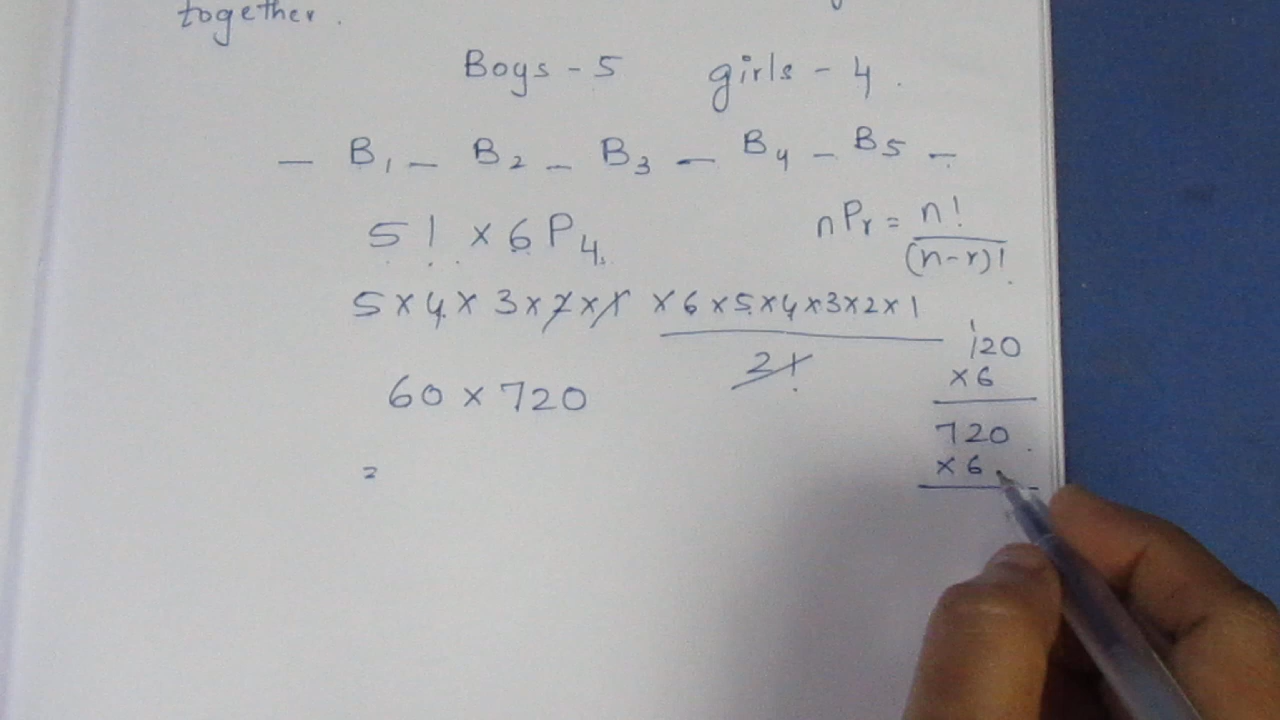 together.
Boys - 5 girls - 4.
_ B1 _ B2 _ B3 _ B4 _ B5 _
5! × 6P4
nPr = n! / (n-r)!
5 × 4 × 3 × 2 × 1 × 6 × 5 × 4 × 3 × 2 × 1
2!
60 × 720
=
1
120
×6
720
×6